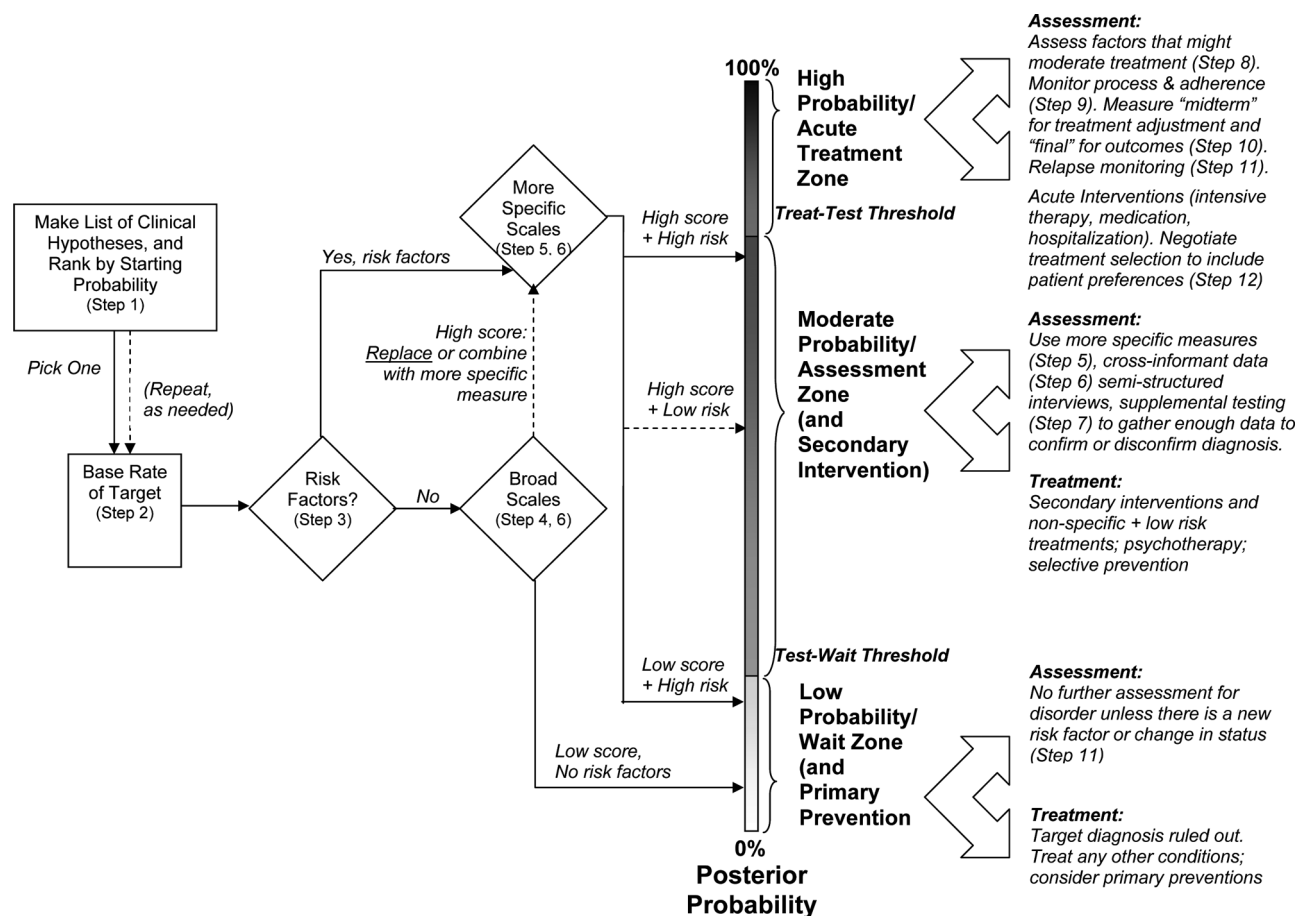 Make List of Clinical
Hypotheses, and
Rank by Starting
Probability
(Step 1)
Pick One
(Repeat,
as needed)
Base Rate
of Target
(Step 2)
Risk
Factors?
(Step 3)
Yes, risk factors
No
More
Specific
Scales
(Step 5, 6)
High score:
Replace or combine
with more specific
measure
Broad
Scales
(Step 4, 6)
High score
+ High risk
High score
+ Low risk
Low score
+ High risk
Low score,
No risk factors
100%
0%
Posterior
Probability
High
Probability/
Acute
Treatment
Zone
Treat-Test Threshold
Moderate
Probability/
Assessment
Zone
(and
Secondary
Intervention)
Test-Wait Threshold
Low
Probability/
Wait Zone
(and
Primary
Prevention
Assessment:
Assess factors that might
moderate treatment (Step 8).
Monitor process & adherence
(Step 9). Measure “midterm”
for treatment adjustment and
“final” for outcomes (Step 10).
Relapse monitoring (Step 11).
Acute Interventions (intensive
therapy, medication,
hospitalization). Negotiate
treatment selection to include
patient preferences (Step 12)
Assessment:
Use more specific measures
(Step 5), cross-informant data
(Step 6) semi-structured
interviews, supplemental testing
(Step 7) to gather enough data to
confirm or disconfirm diagnosis.
Treatment:
Secondary interventions and
non-specific + low risk
treatments; psychotherapy;
selective prevention
Assessment:
No further assessment for
disorder unless there is a new
risk factor or change in status
(Step 11)
Treatment:
Target diagnosis ruled out.
Treat any other conditions;
consider primary preventions